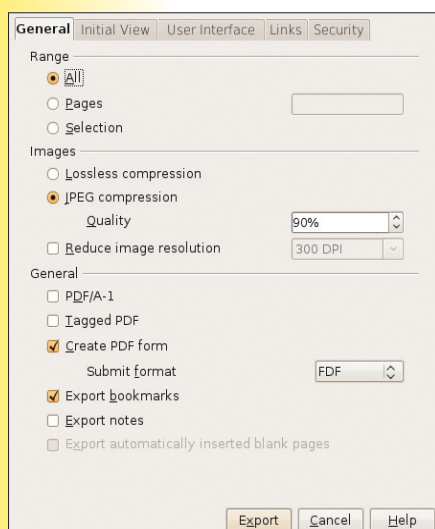 General Initial View User Interface Links Security
Range
All
Pages
Selection
Images
Lossless compression
JPEG compression
Quality 90%
Reduce image resolution 300 DPI
General
PDF/A-1
Tagged PDF
Create PDF form
Submit format FDF
Export bookmarks
Export notes
Export automatically inserted blank pages
Export Cancel Help